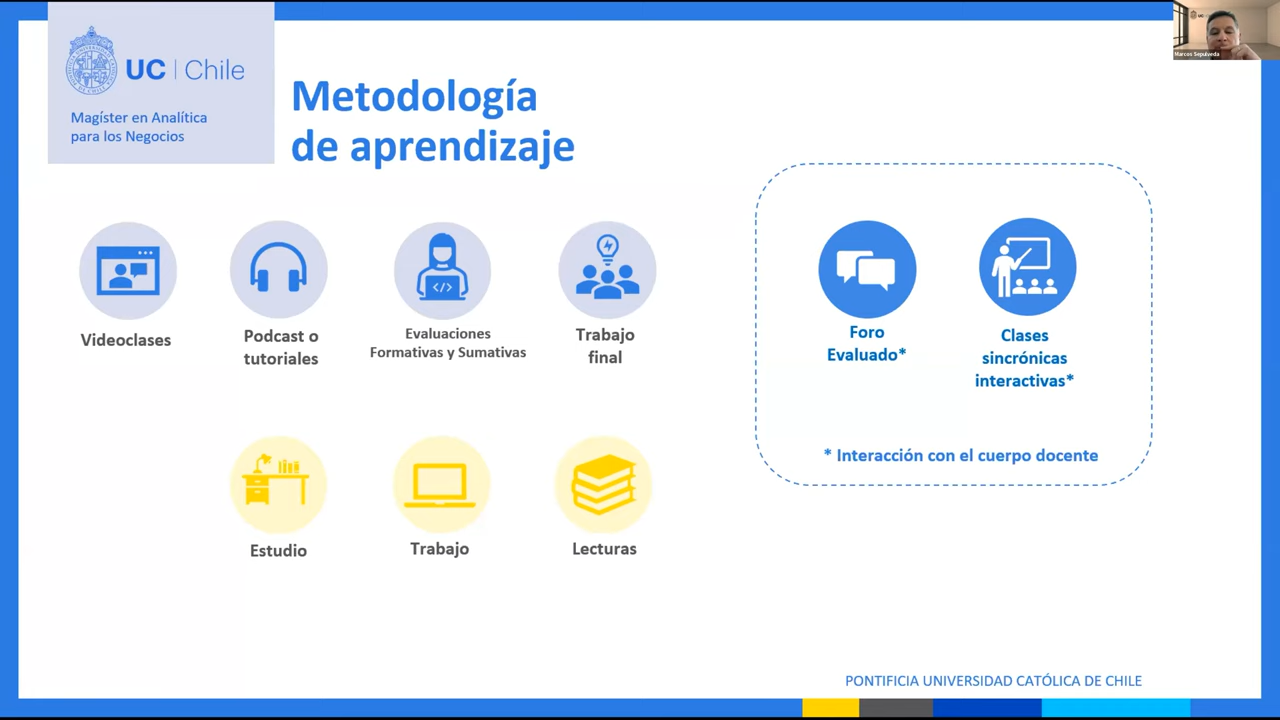 UC | Chile
Magíster en Analítica
para los Negocios
Metodología
de aprendizaje
Marcos Sepulveda
Videoclases
Podcast o
tutoriales
Evaluaciones
Formativas y Sumativas
Trabajo
final
Foro
Evaluado*
Clases
sincrónicas
interactivas*
* Interacción con el cuerpo docente
Estudio
Trabajo
Lecturas
PONTIFICIA UNIVERSIDAD CATÓLICA DE CHILE